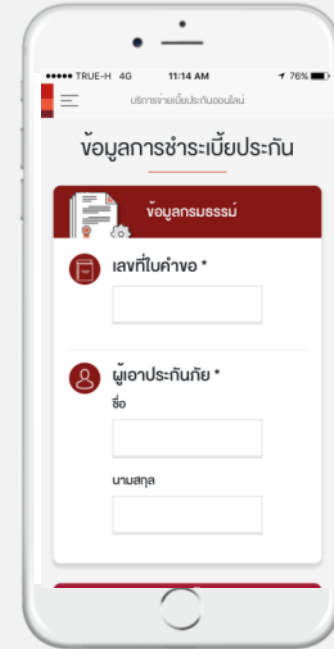 TRUE-H 4G 11:14 AM 76%
บริการจ่ายเบี้ยประกันออนไลน์
ข้อมูลการชำระเบี้ยประกัน
ข้อมูลกรมธรรม์
เลขที่ใบคำขอ *
ผู้เอาประกันภัย *
ชื่อ
นามสกุล